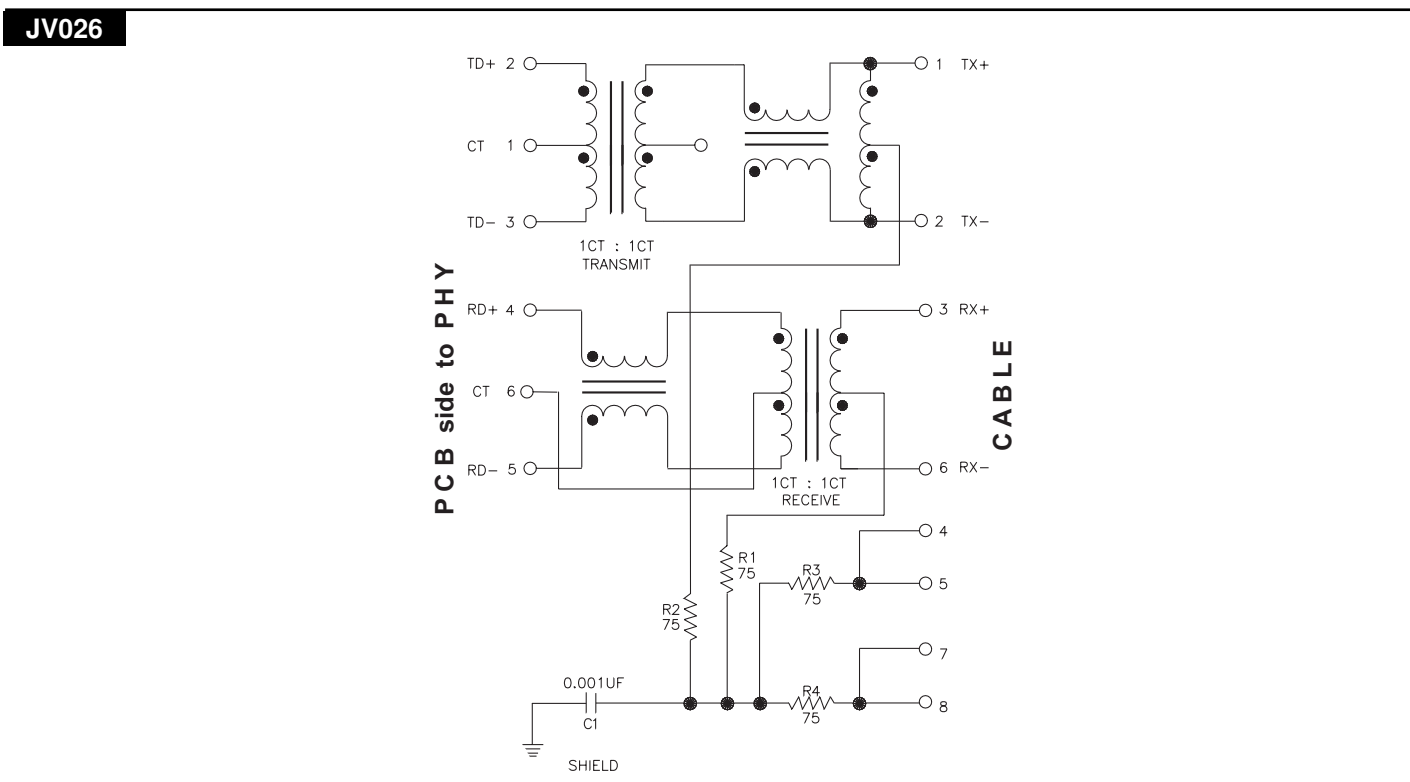 JV026
TD+ 2
1 TX+
CT 1
TD- 3
2 TX-
1CT : 1CT
TRANSMIT
PCB side to PHY
RD+ 4
3 RX+
CABLE
CT 6
RD- 5
6 RX-
1CT : 1CT
RECEIVE
4
R1
75
R3
75
5
R2
75
7
0.001UF
C1
R4
75
8
SHIELD